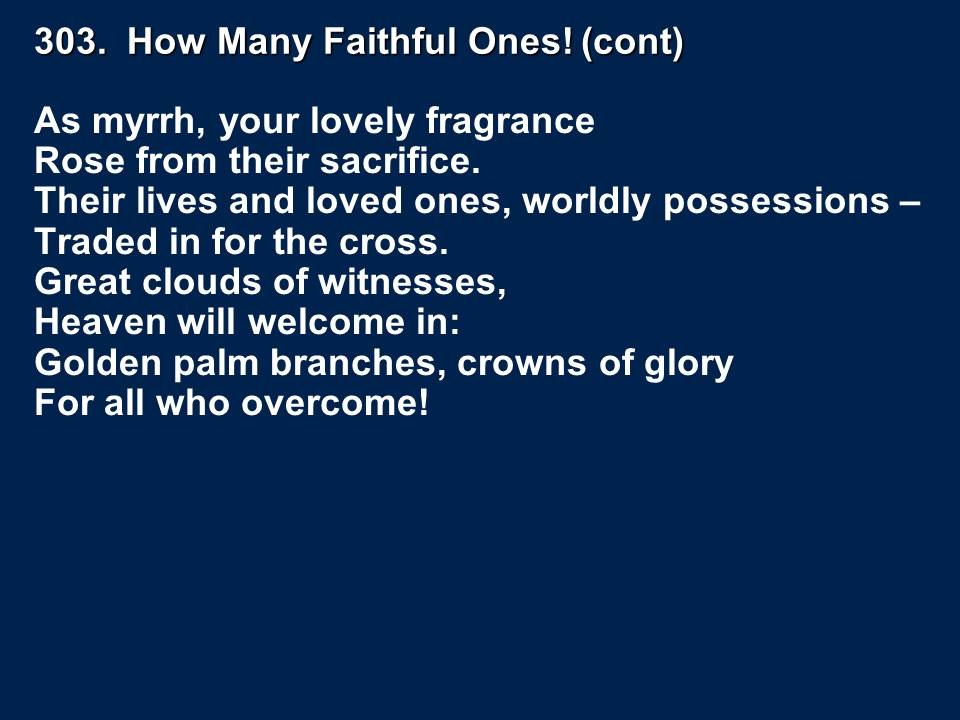 303.  How Many Faithful Ones! (cont)
As myrrh, your lovely fragrance
Rose from their sacrifice.
Their lives and loved ones, worldly possessions –
Traded in for the cross.
Great clouds of witnesses,
Heaven will welcome in:
Golden palm branches, crowns of glory
For all who overcome!